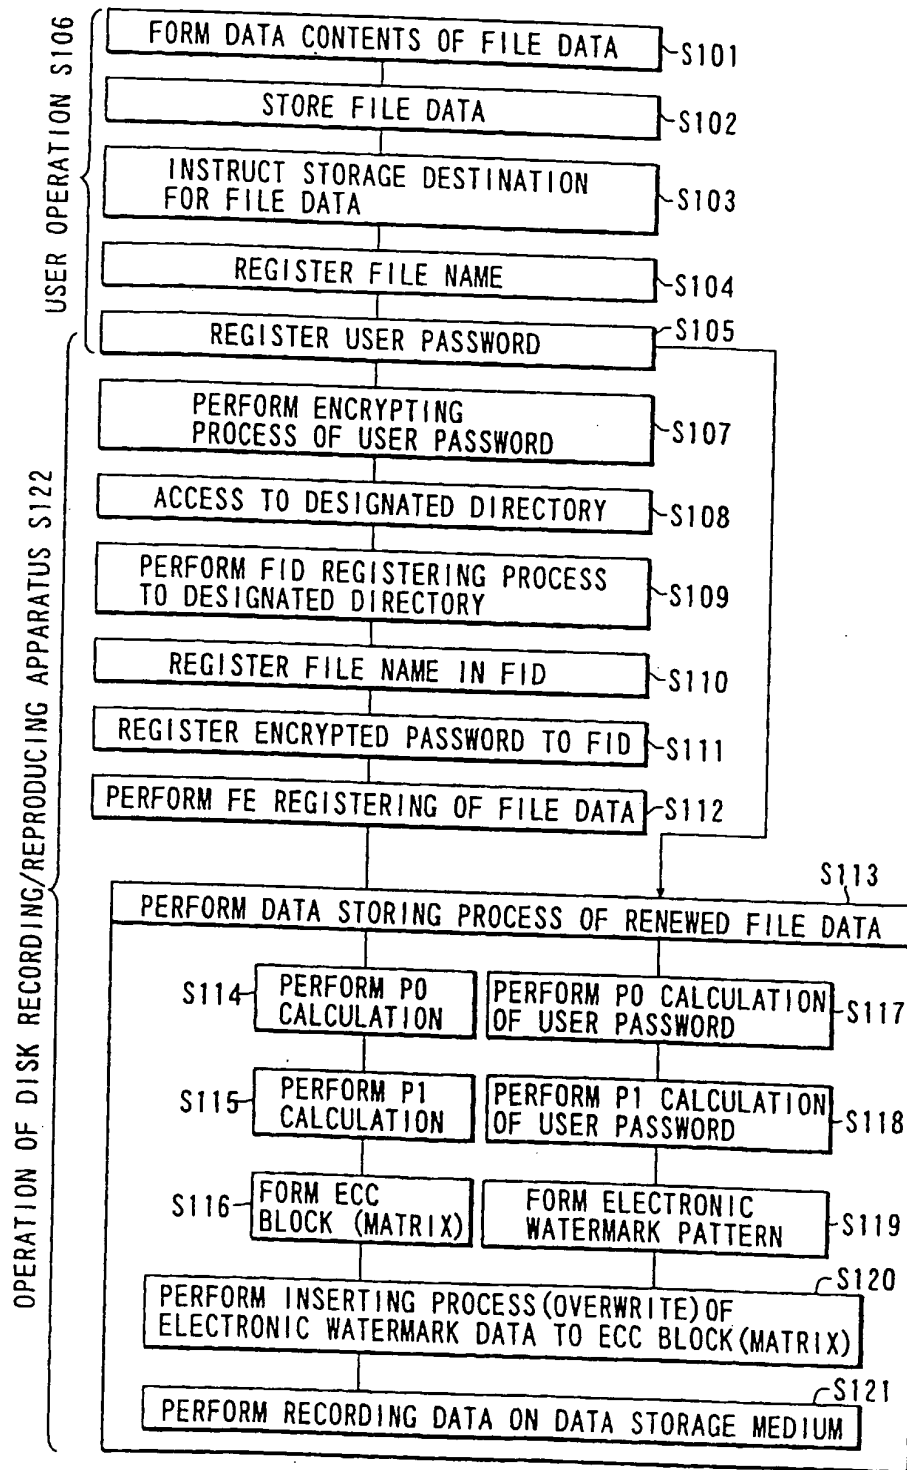 USER OPERATION S106
FORM DATA CONTENTS OF FILE DATA
S101
STORE FILE DATA
S102
INSTRUCT STORAGE DESTINATION
FOR FILE DATA
S103
REGISTER FILE NAME
S104
REGISTER USER PASSWORD
S105
OPERATION OF DISK RECORDING/REPRODUCING APPARATUS S122
PERFORM ENCRYPTING
PROCESS OF USER PASSWORD
S107
ACCESS TO DESIGNATED DIRECTORY
S108
PERFORM FID REGISTERING PROCESS
TO DESIGNATED DIRECTORY
S109
REGISTER FILE NAME IN FID
S110
REGISTER ENCRYPTED PASSWORD TO FID
S111
PERFORM FE REGISTERING OF FILE DATA
S112
S113
PERFORM DATA STORING PROCESS OF RENEWED FILE DATA
S114
PERFORM P0
CALCULATION
PERFORM P0 CALCULATION
OF USER PASSWORD
S117
S115
PERFORM P1
CALCULATION
PERFORM P1 CALCULATION
OF USER PASSWORD
S118
S116
FORM ECC
BLOCK (MATRIX)
FORM ELECTRONIC
WATERMARK PATTERN
S119
S120
PERFORM INSERTING PROCESS(OVERWRITE)OF
ELECTRONIC WATERMARK DATA TO ECC BLOCK(MATRIX)
S121
PERFORM RECORDING DATA ON DATA STORAGE MEDIUM